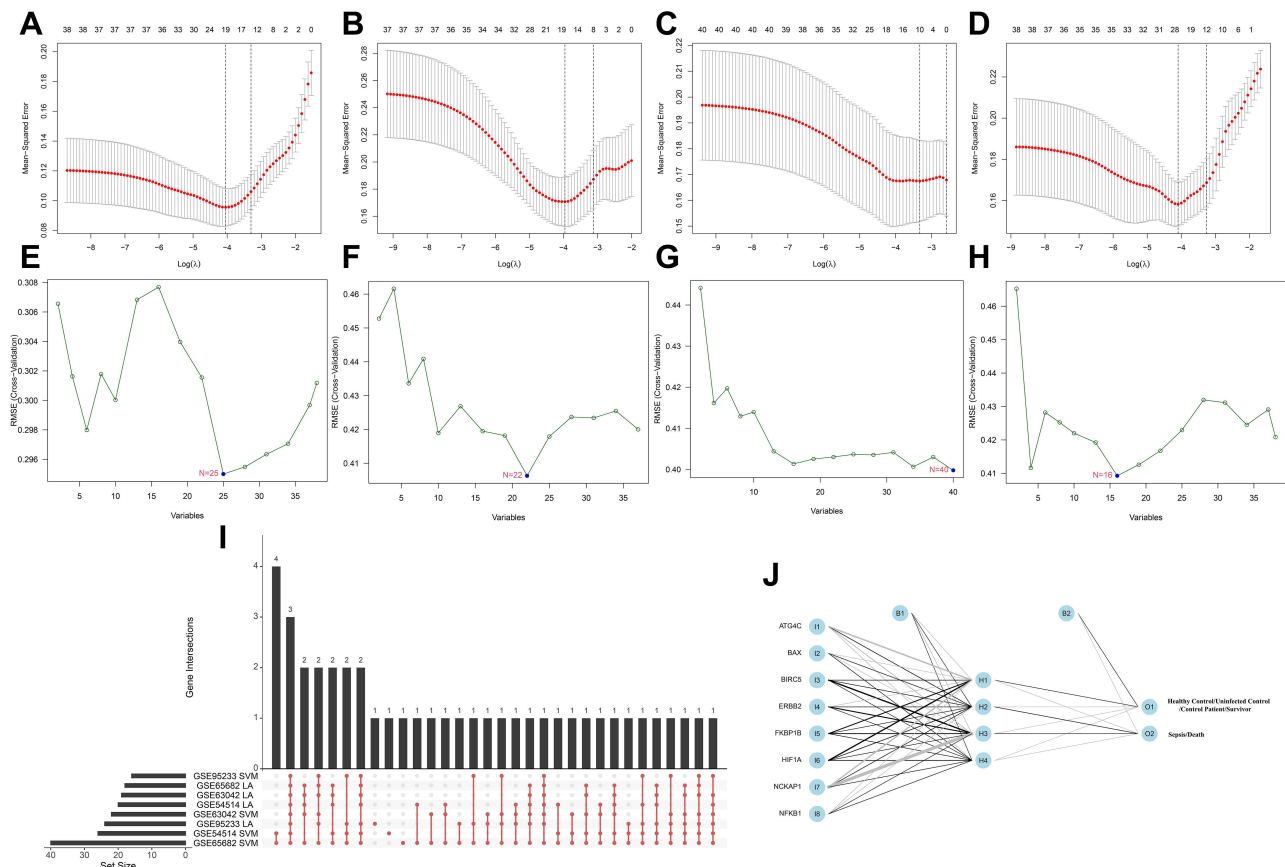 A
38 38 37 37 37 36 33 30 24 19 17 12 8 2 2 0
Mean−Squared Error
0.08 0.10 0.12 0.14 0.16 0.18 0.20
−8 −7 −6 −5 −4 −3 −2
Log(λ)
B
37 37 37 37 36 36 35 35 28 21 19 14 8 3 2 0
Mean−Squared Error
0.16 0.18 0.20 0.22 0.24 0.26 0.28
−9 −8 −7 −6 −5 −4 −3 −2
Log(λ)
C
40 40 40 40 40 40 37 36 34 28 25 18 16 10 4 0
Mean−Squared Error
0.15 0.16 0.17 0.18 0.19 0.20 0.21 0.22
−9 −8 −7 −6 −5 −4 −3
Log(λ)
D
38 38 37 37 36 35 35 35 31 28 19 12 10 6 1
Mean−Squared Error
0.16 0.18 0.20 0.22
−9 −8 −7 −6 −5 −4 −3 −2
Log(λ)
E
RMSE (Cross−Validation)
0.296 0.298 0.300 0.302 0.304 0.306 0.308
N=25
5 10 15 20 25 30 35
Variables
F
RMSE (Cross−Validation)
0.41 0.42 0.43 0.44 0.45 0.46
N=22
5 10 15 20 25 30 35
Variables
G
RMSE (Cross−Validation)
0.40 0.41 0.42 0.43 0.44
N=40
10 20 30 40
Variables
H
RMSE (Cross−Validation)
0.41 0.42 0.43 0.44 0.45 0.46
N=16
5 10 15 20 25 30 35
Variables
I
Gene Intersections
0 1 2 3 4
4 3 2 2 2 2 2 1 1 1 1 1 1 1 1 1 1 1 1 1 1 1 1 1 1 1 1 1 1 1 1 1
GSE95233 SVM
GSE65682 LA
GSE63042 LA
GSE54514 LA
GSE63042 SVM
GSE95233 LA
GSE54514 SVM
GSE65682 SVM
40 30 20 10 0
Set Size
J
B1 B2
ATG4C I1
BAX I2
BIRC5 I3 H1
ERBB2 I4 H2 O1 Healthy Control/Uninfected Control
/Control Patient/Survivor
FKBP1B I5 H3 O2 Sepsis/Death
HIF1A I6 H4
NCKAP1 I7
NFKB1 I8